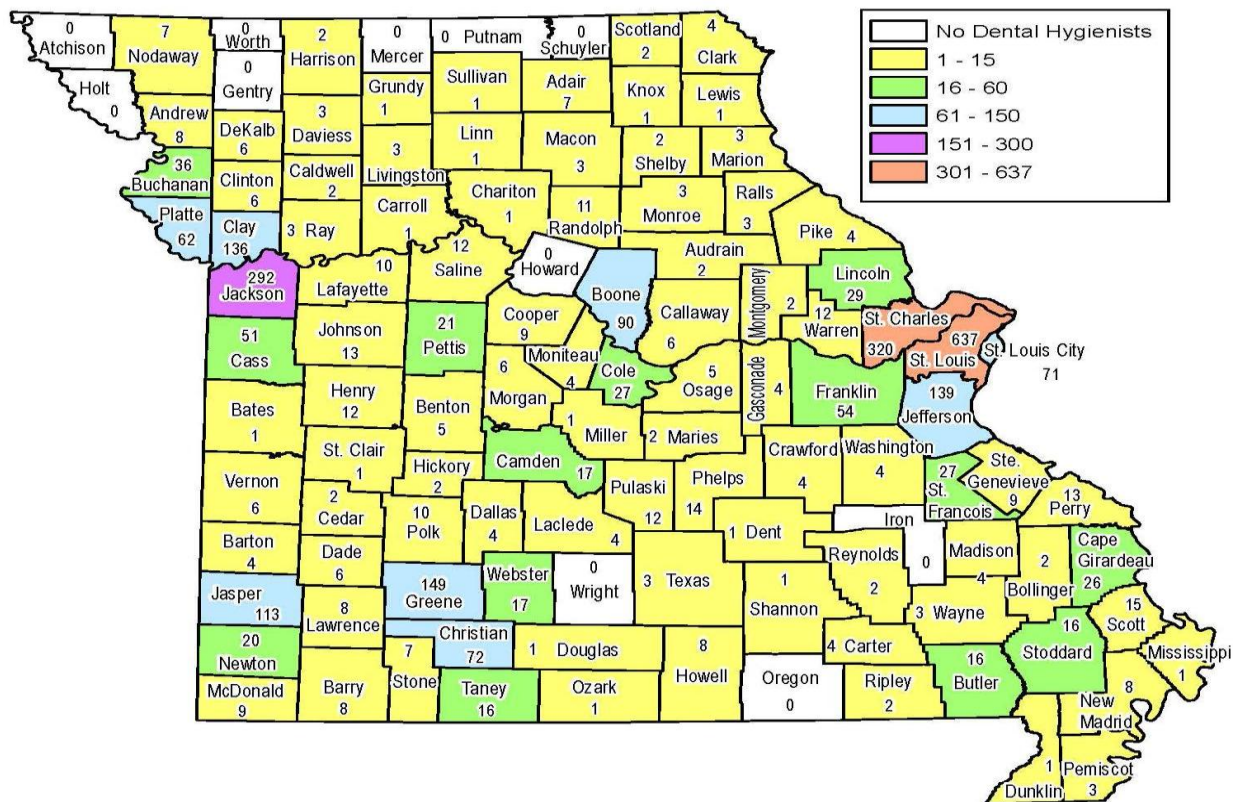 No Dental Hygienists
1 - 15
16 - 60
61 - 150
151 - 300
301 - 637
0
Atchison
7
Nodaway
0
Worth
2
Harrison
0
Mercer
0 Putnam
0
Schuyler
Scotland
2
4
Clark
Holt
0
0
Gentry
Andrew
8
DeKalb
6
3
Daviess
Grundy
1
Sullivan
1
Adair
7
Knox
1
Lewis
1
36
Buchanan
Clinton
6
Caldwell
2
3
Livingston
Linn
1
Macon
3
2
Shelby
3
Marion
Platte
62
Clay
136
3 Ray
Carroll
1
Chariton
1
11
Randolph
3
Monroe
Ralls
3
Pike 4
292
Jackson
10
Lafayette
12
Saline
0
Howard
Boone
90
Audrain
2
Lincoln
29
51
Cass
Johnson
13
21
Pettis
Cooper
9
Moniteau
4
Callaway
6
Montgomery
2
12
Warren
St. Charles
320
637
St. Louis
St. Louis City
71
Bates
1
Henry
12
Benton
5
6
Morgan
Cole
27
5
Osage
Gasconade
4
Franklin
54
139
Jefferson
Vernon
6
St. Clair
1
Hickory
2
Camden
17
1
Miller
2 Maries
Phelps
14
Crawford
4
Washington
4
27
St.
Francois
Ste.
Genevieve
9
13
Perry
Barton
4
2
Cedar
10
Polk
Dallas
4
Laclede
4
Pulaski
12
1 Dent
Iron
0
Reynolds
2
Madison
4
2
Bollinger
Cape
Girardeau
26
Jasper
113
Dade
6
149
Greene
Webster
17
0
Wright
3 Texas
1
Shannon
3 Wayne
15
Scott
20
Newton
8
Lawrence
Christian
72
1 Douglas
8
Howell
4 Carter
16
Butler
16
Stoddard
Mississippi
1
McDonald
9
Barry
8
7
Stone
Taney
16
Ozark
1
Oregon
0
Ripley
2
8
New
Madrid
1
Dunklin
Pemiscot
3